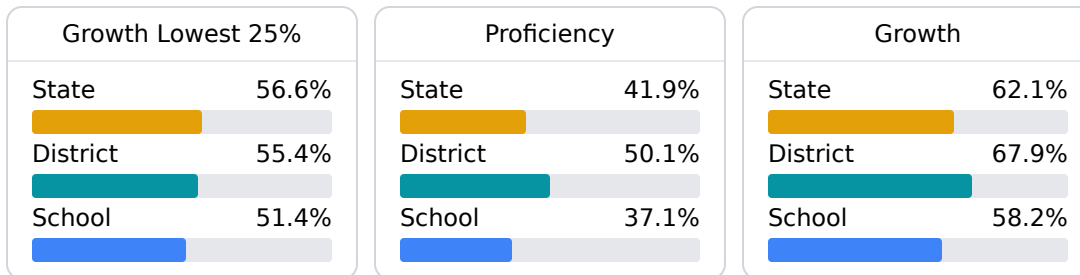 Growth Lowest 25%
State 56.6%
District 55.4%
School 51.4%
Proficiency
State 41.9%
District 50.1%
School 37.1%
Growth
State 62.1%
District 67.9%
School 58.2%